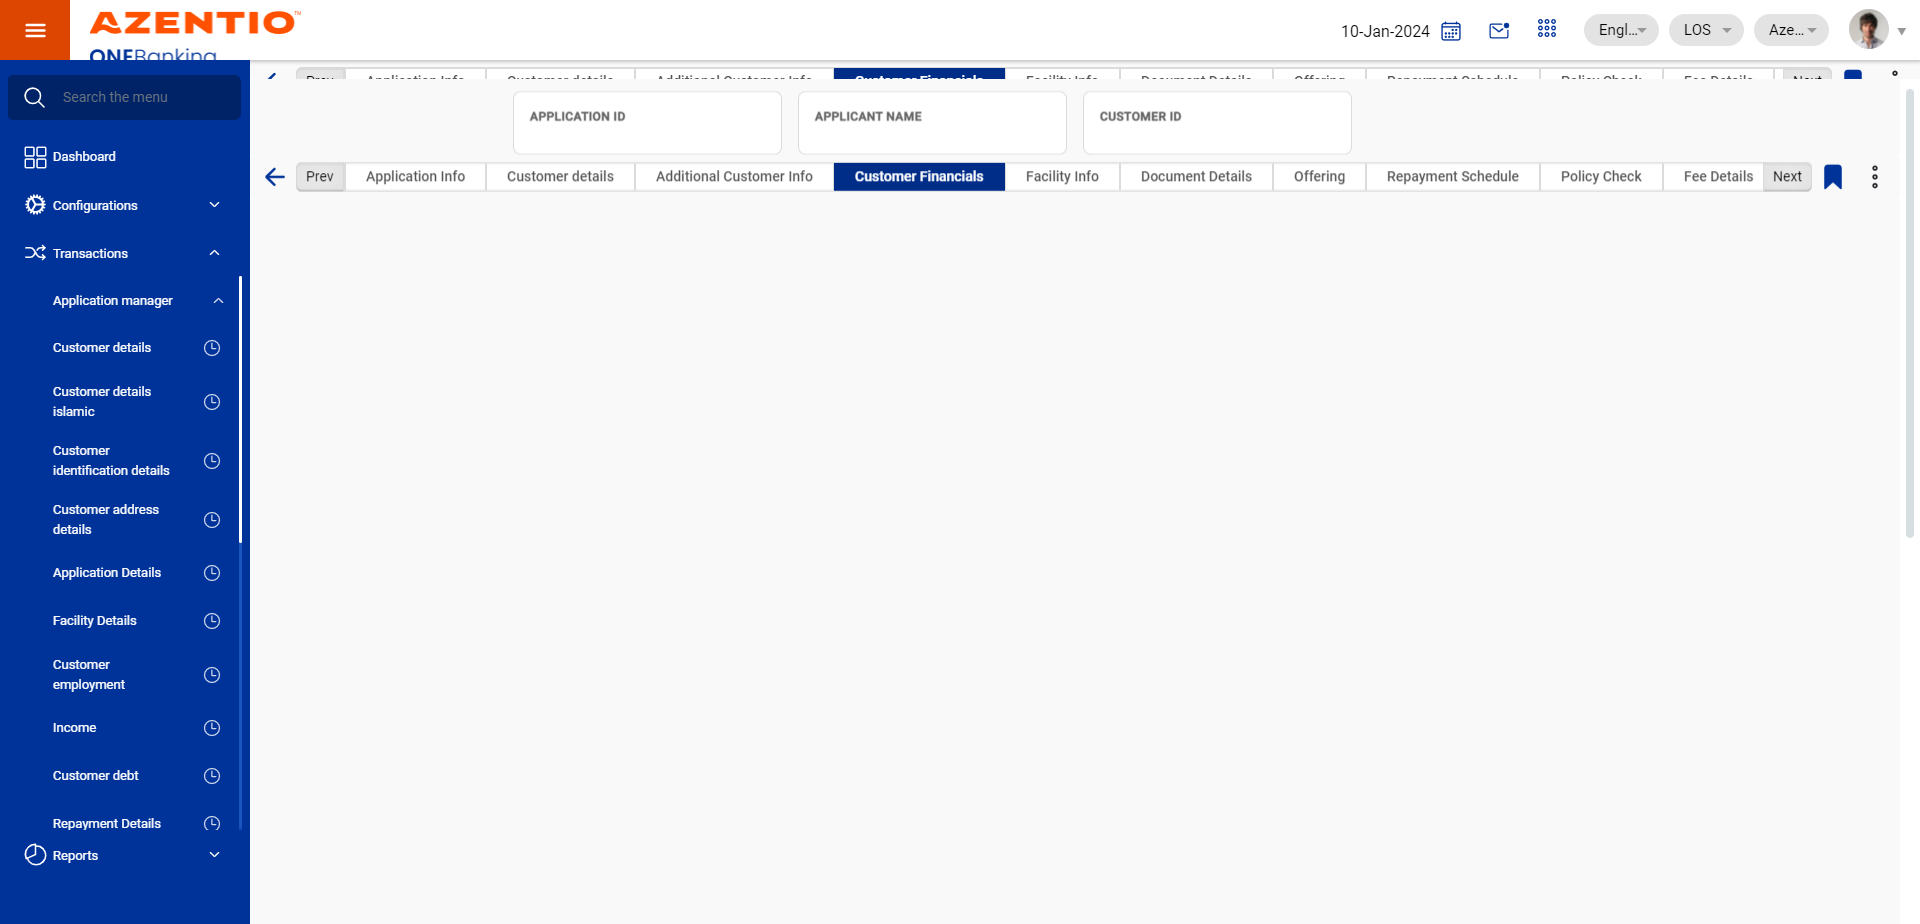 AZENTIO™
ONEBanking
10-Jan-2024
Engl...
LOS
Aze...
Search the menu
Dashboard
Configurations
Transactions
Application manager
Customer details
Customer details
islamic
Customer
identification details
Customer address
details
Application Details
Facility Details
Customer
employment
Income
Customer debt
Repayment Details
Reports
Prev
Application Info
Customer details
Additional Customer Info
Customer Financials
Facility Info
Document Details
Offering
Repayment Schedule
Policy Check
Fee Details
Next
APPLICATION ID
APPLICANT NAME
CUSTOMER ID
Prev
Application Info
Customer details
Additional Customer Info
Customer Financials
Facility Info
Document Details
Offering
Repayment Schedule
Policy Check
Fee Details
Next